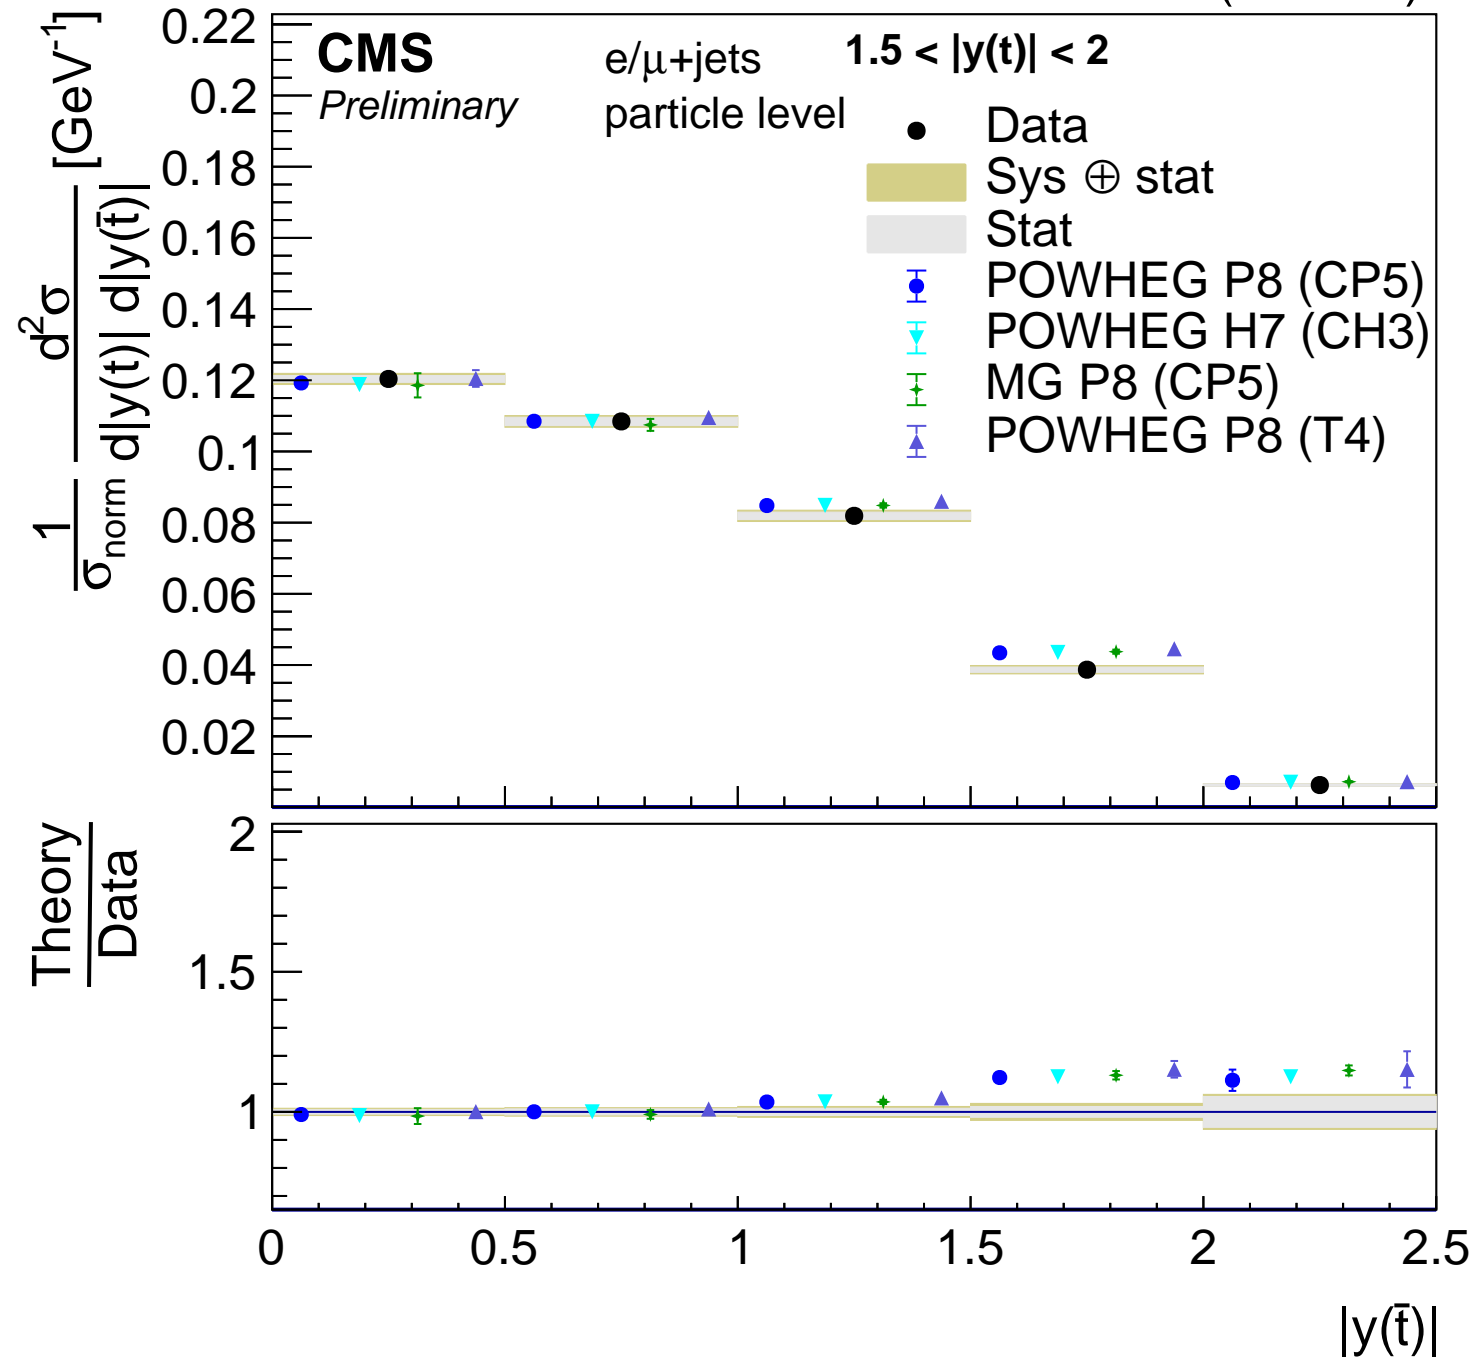 CMS
Preliminary
e/μ+jets
particle level
1.5 < |y(t)| < 2
Data
Sys ⊕ stat
Stat
POWHEG P8 (CP5)
POWHEG H7 (CH3)
MG P8 (CP5)
POWHEG P8 (T4)
1/σnorm d²σ/d|y(t)| d|y(t̄)| [GeV⁻¹]
0.22
0.2
0.18
0.16
0.14
0.12
0.1
0.08
0.06
0.04
0.02
Theory
Data
2
1.5
1
0 0.5 1 1.5 2 2.5
|y(t̄)|